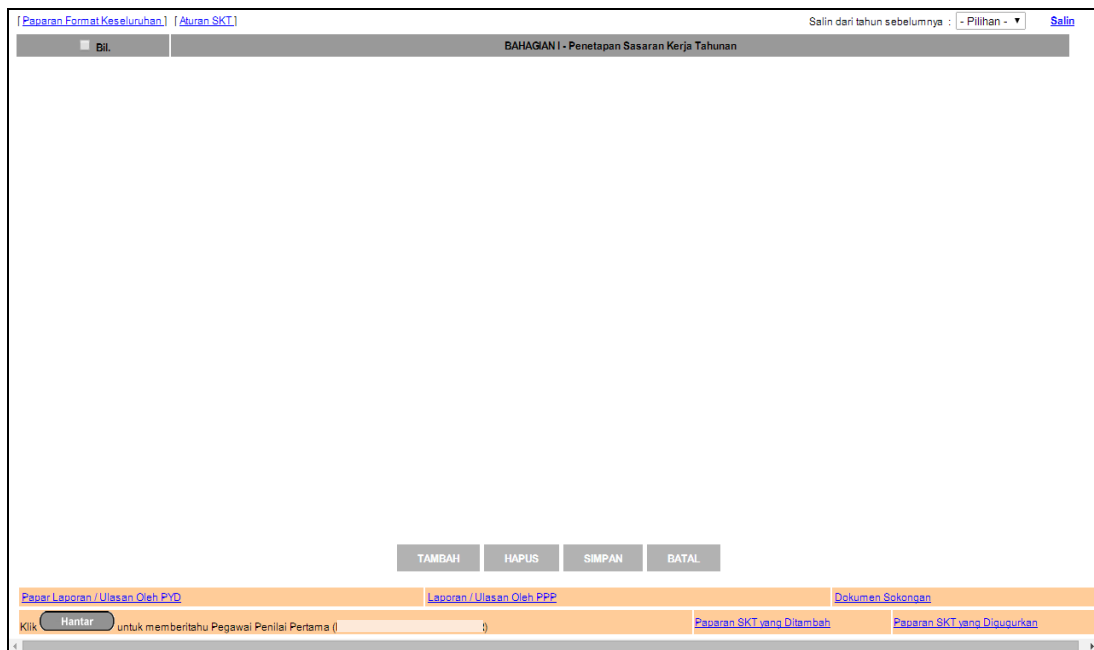 [ Paparan Format Keseluruhan ] [ Aturan SKT ] Salin dari tahun sebelumnya : - Pilihan - Salin
Bil. BAHAGIAN I - Penetapan Sasaran Kerja Tahunan
TAMBAH HAPUS SIMPAN BATAL
Papar Laporan / Ulasan Oleh PYD Laporan / Ulasan Oleh PPP Dokumen Sokongan
Klik Hantar untuk memberitahu Pegawai Penilai Pertama ( ) Paparan SKT yang Ditambah Paparan SKT yang Digugurkan